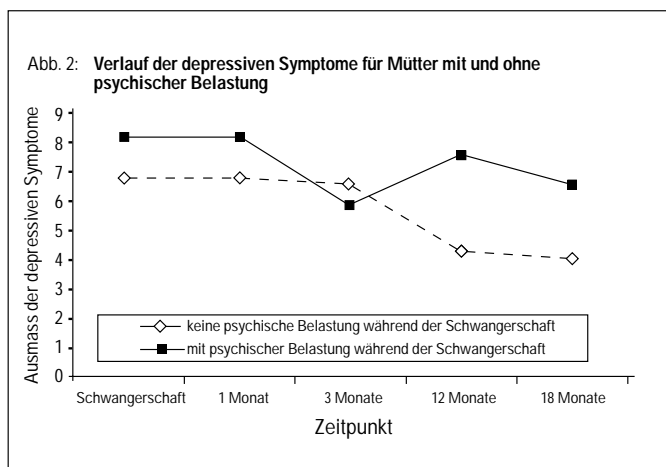 Abb. 2: Verlauf der depressiven Symptome für Mütter mit und ohne
psychischer Belastung
Ausmass der depressiven Symptome
9
8
7
6
5
4
3
2
1
0
keine psychische Belastung während der Schwangerschaft
mit psychischer Belastung während der Schwangerschaft
Schwangerschaft 1 Monat 3 Monate 12 Monate 18 Monate
Zeitpunkt